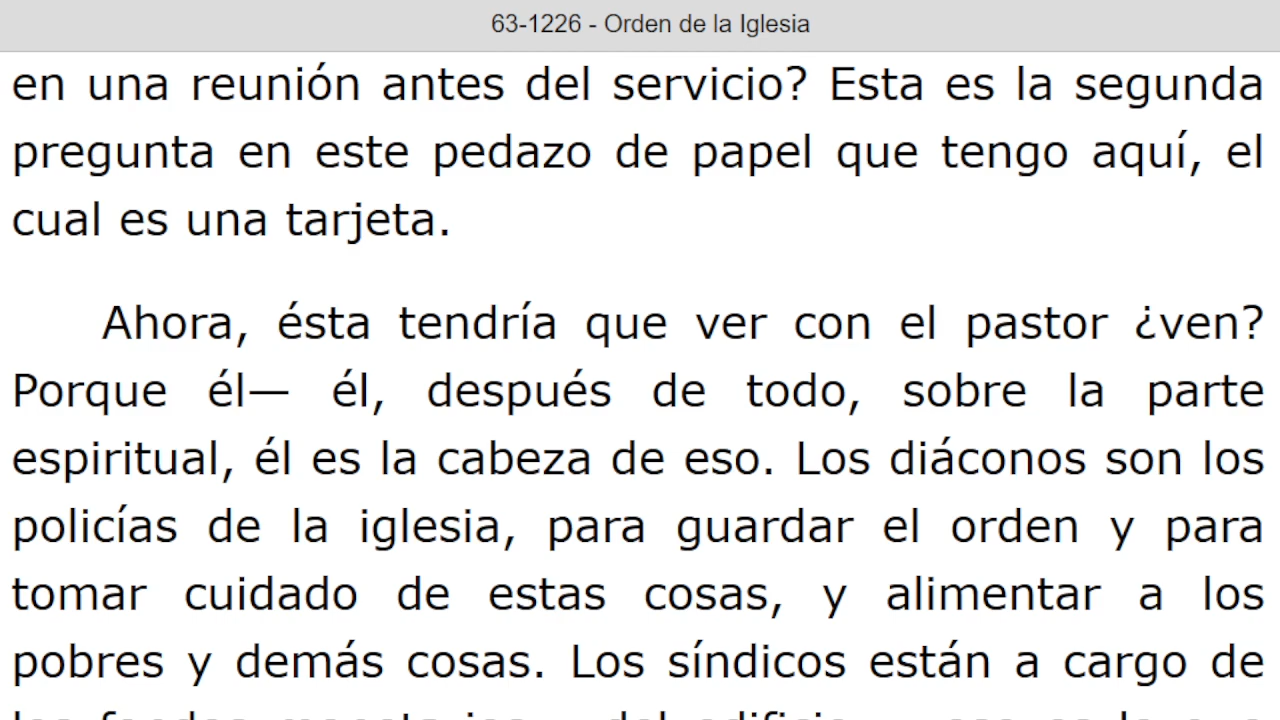 63-1226 - Orden de la Iglesia
en una reunión antes del servicio? Esta es la segunda
pregunta en este pedazo de papel que tengo aquí, el
cual es una tarjeta.
Ahora, ésta tendría que ver con el pastor ¿ven?
Porque él— él, después de todo, sobre la parte
espiritual, él es la cabeza de eso. Los diáconos son los
policías de la iglesia, para guardar el orden y para
tomar cuidado de estas cosas, y alimentar a los
pobres y demás cosas. Los síndicos están a cargo de